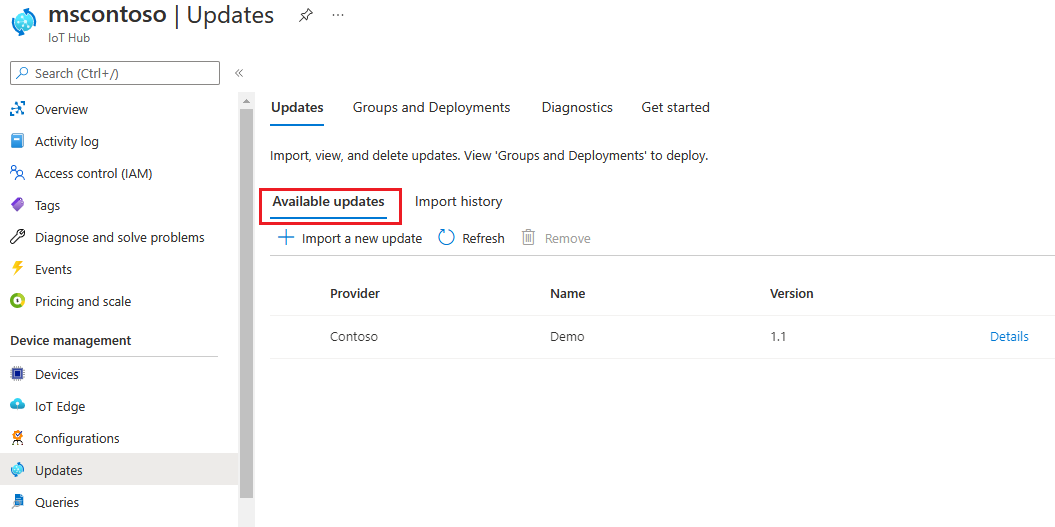 mscontoso | Updates ...
IoT Hub
Search (Ctrl+/) «
Overview
Activity log
Access control (IAM)
Tags
Diagnose and solve problems
Events
Pricing and scale
Device management
Devices
IoT Edge
Configurations
Updates
Queries
Updates Groups and Deployments Diagnostics Get started
Import, view, and delete updates. View 'Groups and Deployments' to deploy.
Available updates Import history
Import a new update Refresh Remove
Provider Name Version
Contoso Demo 1.1 Details